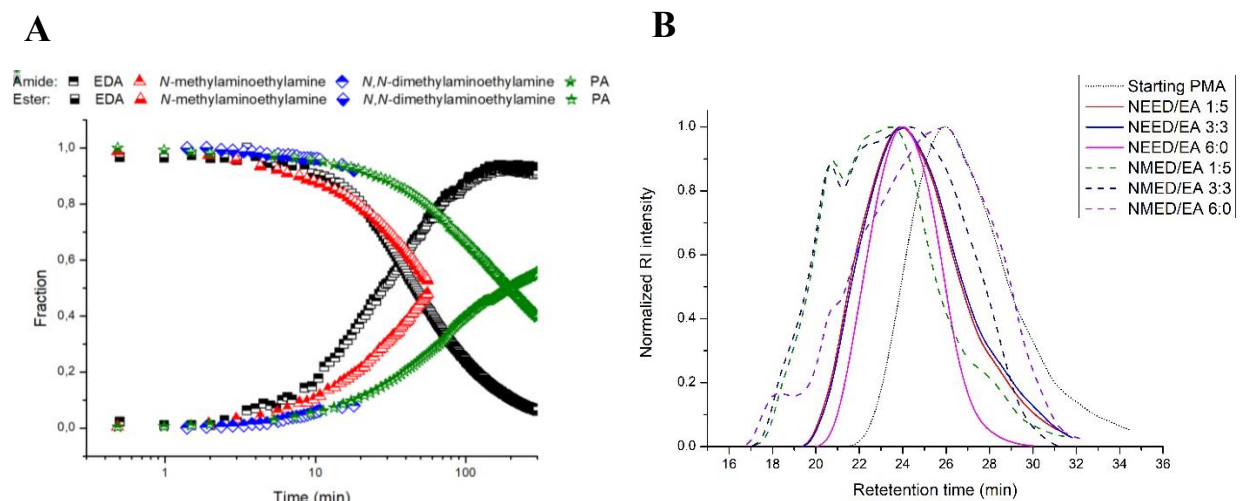 A
Amide: EDA N-methylaminoethylamine N,N-dimethylaminoethylamine PA
Ester: EDA N-methylaminoethylamine N,N-dimethylaminoethylamine PA
1,0
0,8
0,6
0,4
0,2
0,0
Fraction
1 10 100
Time (min)
B
Starting PMA
NEED/EA 1:5
NEED/EA 3:3
NEED/EA 6:0
NMED/EA 1:5
NMED/EA 3:3
NMED/EA 6:0
1.0
0.8
0.6
0.4
0.2
0.0
Normalized RI intensity
16 18 20 22 24 26 28 30 32 34 36
Retetention time (min)